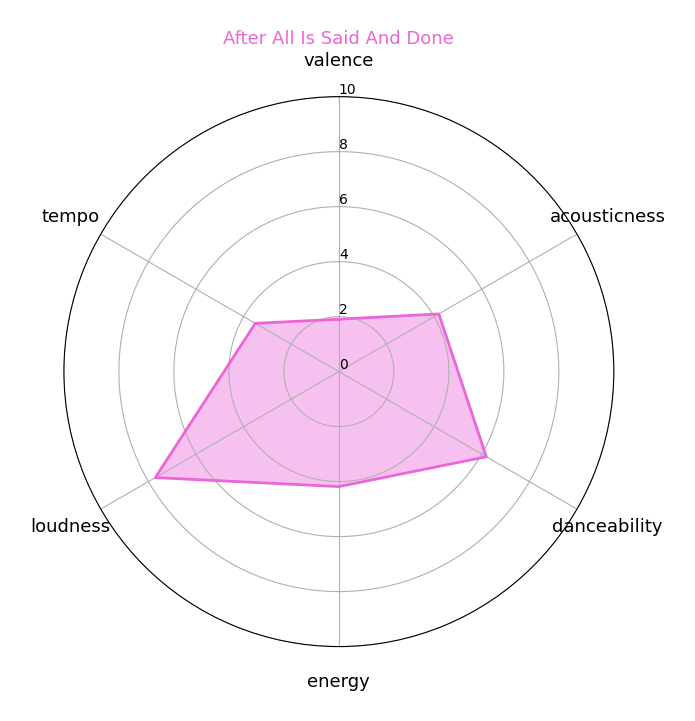 After All Is Said And Done
valence
10
8
6
4
2
0
tempo
acousticness
loudness
danceability
energy